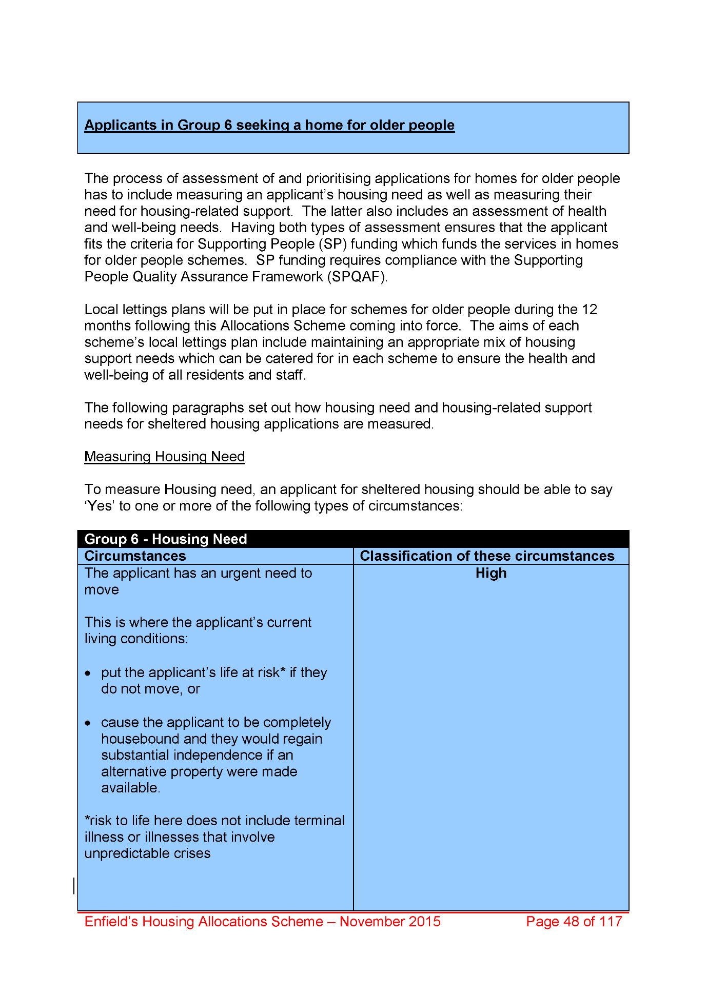 Applicants in Group 6 seeking a home for older people
The process of assessment of and prioritising applications for homes for older people
has to include measuring an applicant’s housing need as well as measuring their
need for housing-related support.  The latter also includes an assessment of health
and well-being needs.  Having both types of assessment ensures that the applicant
fits the criteria for Supporting People (SP) funding which funds the services in homes
for older people schemes.  SP funding requires compliance with the Supporting
People Quality Assurance Framework (SPQAF).
Local lettings plans will be put in place for schemes for older people during the 12
months following this Allocations Scheme coming into force.  The aims of each
scheme’s local lettings plan include maintaining an appropriate mix of housing
support needs which can be catered for in each scheme to ensure the health and
well-being of all residents and staff.
The following paragraphs set out how housing need and housing-related support
needs for sheltered housing applications are measured.
Measuring Housing Need
To measure Housing need, an applicant for sheltered housing should be able to say
‘Yes’ to one or more of the following types of circumstances:
Group 6 - Housing Need
Circumstances Classification of these circumstances
The applicant has an urgent need to High
move
This is where the applicant’s current
living conditions:
• put the applicant’s life at risk* if they
do not move, or
• cause the applicant to be completely
housebound and they would regain
substantial independence if an
alternative property were made
available.
*risk to life here does not include terminal
illness or illnesses that involve
unpredictable crises
Enfield’s Housing Allocations Scheme – November 2015 Page 48 of 117